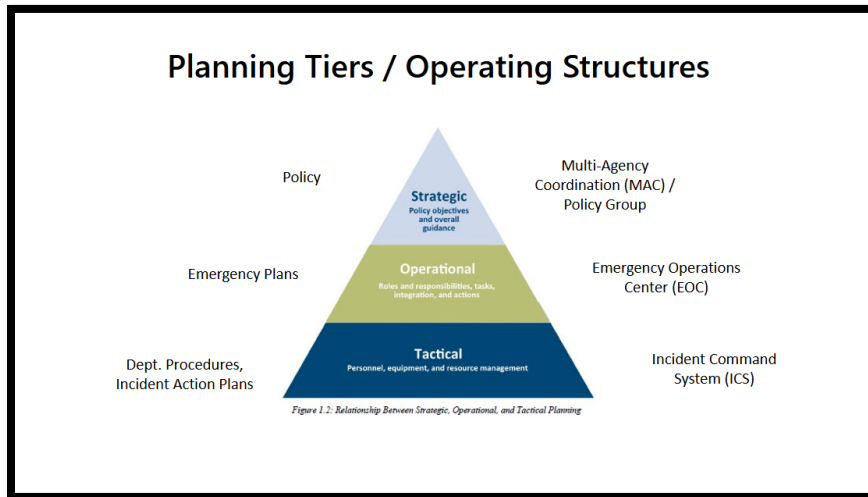 Planning Tiers / Operating Structures
Policy
Strategic
Policy objectives
and overall
guidance
Multi-Agency
Coordination (MAC) /
Policy Group
Emergency Plans
Operational
Roles and responsibilities, tasks,
integration, and actions
Emergency Operations
Center (EOC)
Dept. Procedures,
Incident Action Plans
Tactical
Personnel, equipment, and resource management
Incident Command
System (ICS)
Figure 1.2: Relationship Between Strategic, Operational, and Tactical Planning